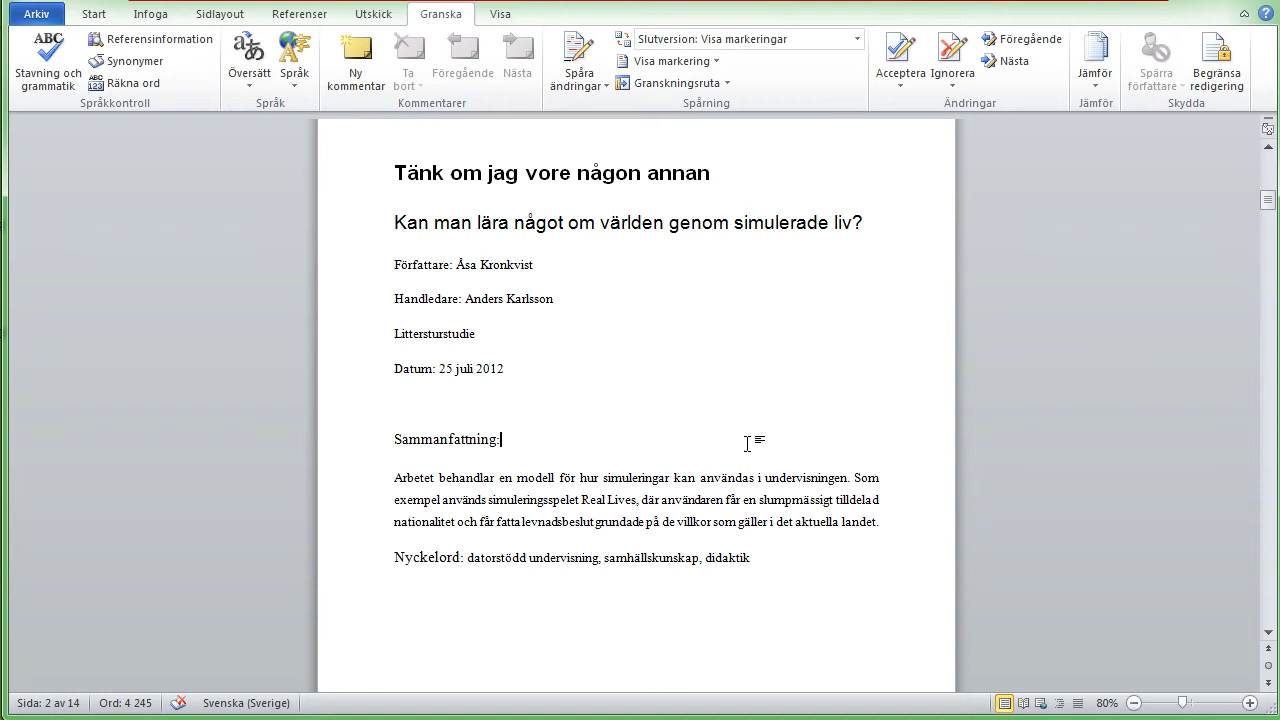 Arkiv Start Infoga Sidlayout Referenser Utskick Granska Visa
ABC Stavning och grammatik
Referensinformation
Synonymer
ABC 123 Räkna ord
Språkkontroll
Översätt Språk
Språk
Ny kommentar Ta bort Föregående Nästa
Kommentarer
Spåra ändringar
Slutversion: Visa markeringar
Visa markering
Granskningsruta
Spårning
Acceptera Ignorera
Föregående
Nästa
Ändringar
Jämför
Jämför
Spärra författare Begränsa redigering
Skydda
Tänk om jag vore någon annan
Kan man lära något om världen genom simulerade liv?
Författare: Åsa Kronkvist
Handledare: Anders Karlsson
Littersturstudie
Datum: 25 juli 2012
Sammanfattning:
Arbetet behandlar en modell för hur simuleringar kan användas i undervisningen. Som
exempel används simuleringsspelet Real Lives, där användaren får en slumpmässigt tilldelad
nationalitet och får fatta levnadsbeslut grundade på de villkor som gäller i det aktuella landet.
Nyckelord: datorstödd undervisning, samhällskunskap, didaktik
Sida: 2 av 14 Ord: 4 245 Svenska (Sverige) 80%